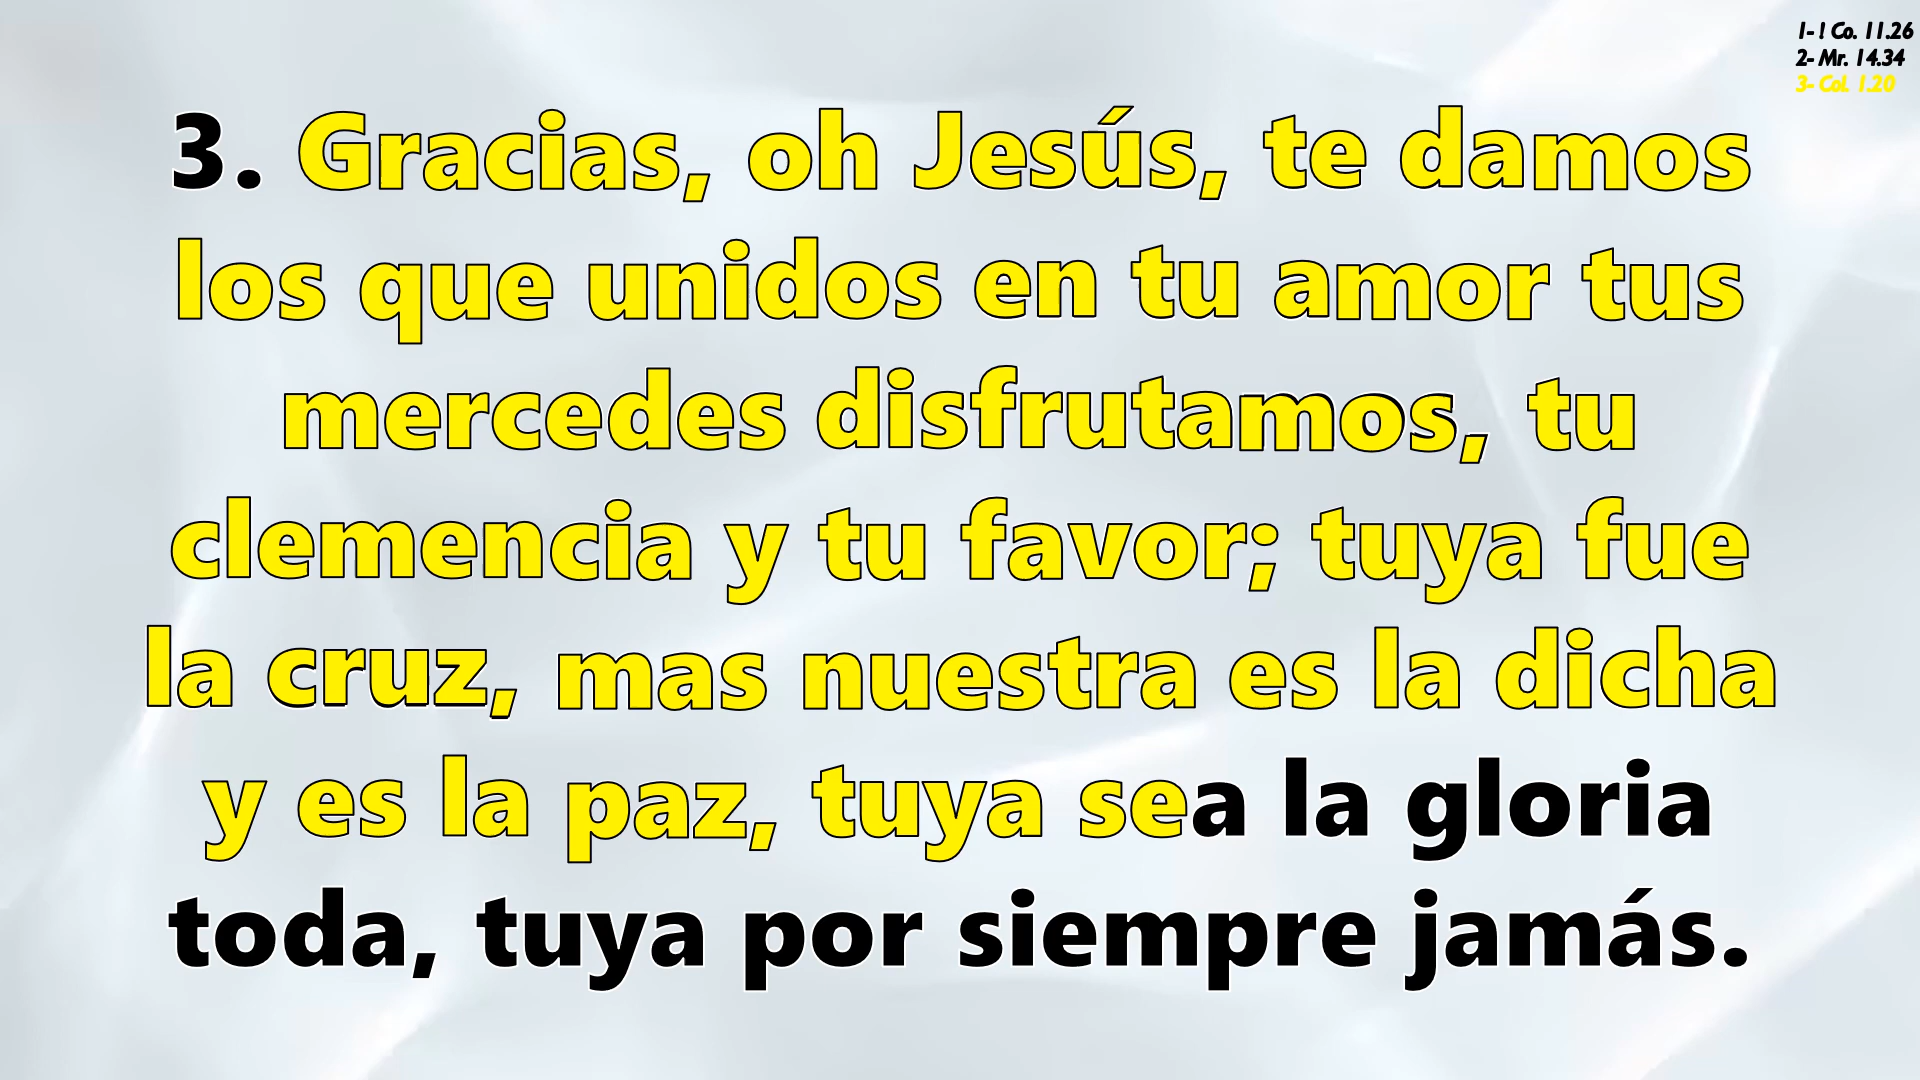 1- ! Co. 11.26
2- Mr. 14.34
3- Col. 1.20
3. Gracias, oh Jesús, te damos
los que unidos en tu amor tus
mercedes disfrutamos, tu
clemencia y tu favor; tuya fue
la cruz, mas nuestra es la dicha
y es la paz, tuya sea la gloria
toda, tuya por siempre jamás.